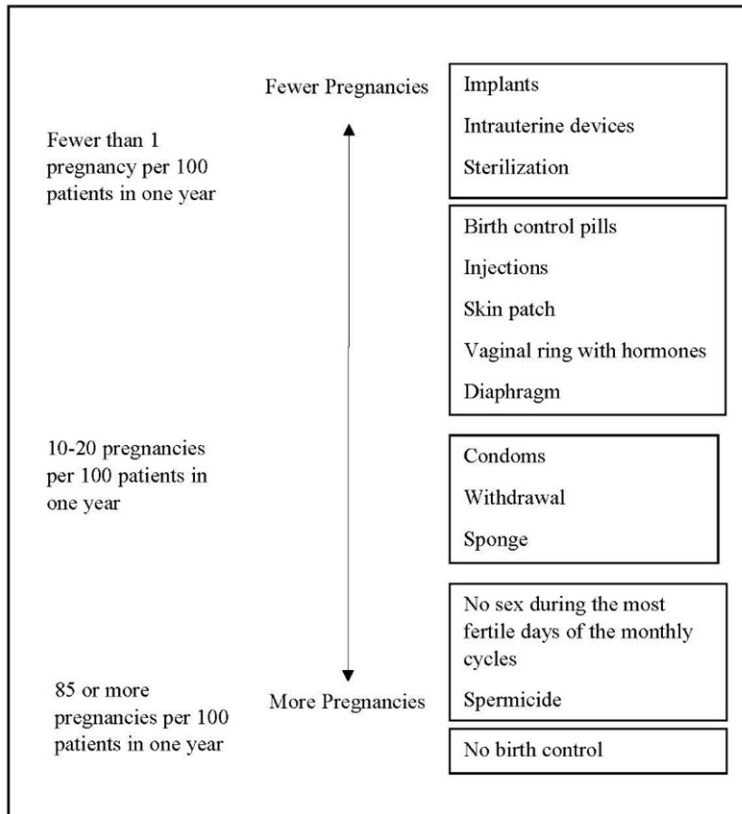 Fewer Pregnancies
Fewer than 1
pregnancy per 100
patients in one year
10-20 pregnancies
per 100 patients in
one year
85 or more
pregnancies per 100
patients in one year
More Pregnancies
Implants
Intrauterine devices
Sterilization
Birth control pills
Injections
Skin patch
Vaginal ring with hormones
Diaphragm
Condoms
Withdrawal
Sponge
No sex during the most
fertile days of the monthly
cycles
Spermicide
No birth control